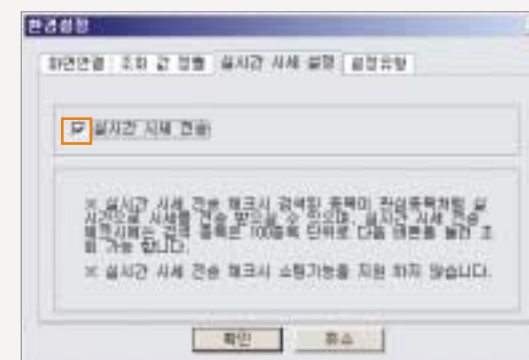 환경설정
화면연결 조회 값 정렬 실시간 시세 설정 설정유형
실시간 시세 전송
※ 실시간 시세 전송 체크시 검색된 종목이 관심종목처럼 실
시간으로 시세를 전송 받으실 수 있으며, 실시간 시세 전송
체크시에는 검색 종목은 100종목 단위로 다음 버튼을 눌러 조
회 가능 합니다.
※ 실시간 시세 전송 체크시 소팅기능을 지원 하지 않습니다.
확인 취소